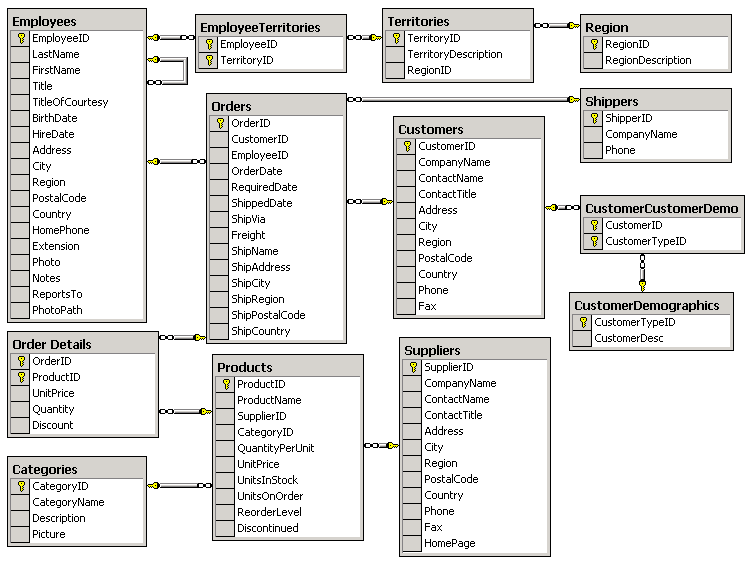 Employees
EmployeeID
LastName
FirstName
Title
TitleOfCourtesy
BirthDate
HireDate
Address
City
Region
PostalCode
Country
HomePhone
Extension
Photo
Notes
ReportsTo
PhotoPath
EmployeeTerritories
EmployeeID
TerritoryID
Territories
TerritoryID
TerritoryDescription
RegionID
Region
RegionID
RegionDescription
Orders
OrderID
CustomerID
EmployeeID
OrderDate
RequiredDate
ShippedDate
ShipVia
Freight
ShipName
ShipAddress
ShipCity
ShipRegion
ShipPostalCode
ShipCountry
Shippers
ShipperID
CompanyName
Phone
Customers
CustomerID
CompanyName
ContactName
ContactTitle
Address
City
Region
PostalCode
Country
Phone
Fax
CustomerCustomerDemo
CustomerID
CustomerTypeID
CustomerDemographics
CustomerTypeID
CustomerDesc
Order Details
OrderID
ProductID
UnitPrice
Quantity
Discount
Products
ProductID
ProductName
SupplierID
CategoryID
QuantityPerUnit
UnitPrice
UnitsInStock
UnitsOnOrder
ReorderLevel
Discontinued
Suppliers
SupplierID
CompanyName
ContactName
ContactTitle
Address
City
Region
PostalCode
Country
Phone
Fax
HomePage
Categories
CategoryID
CategoryName
Description
Picture